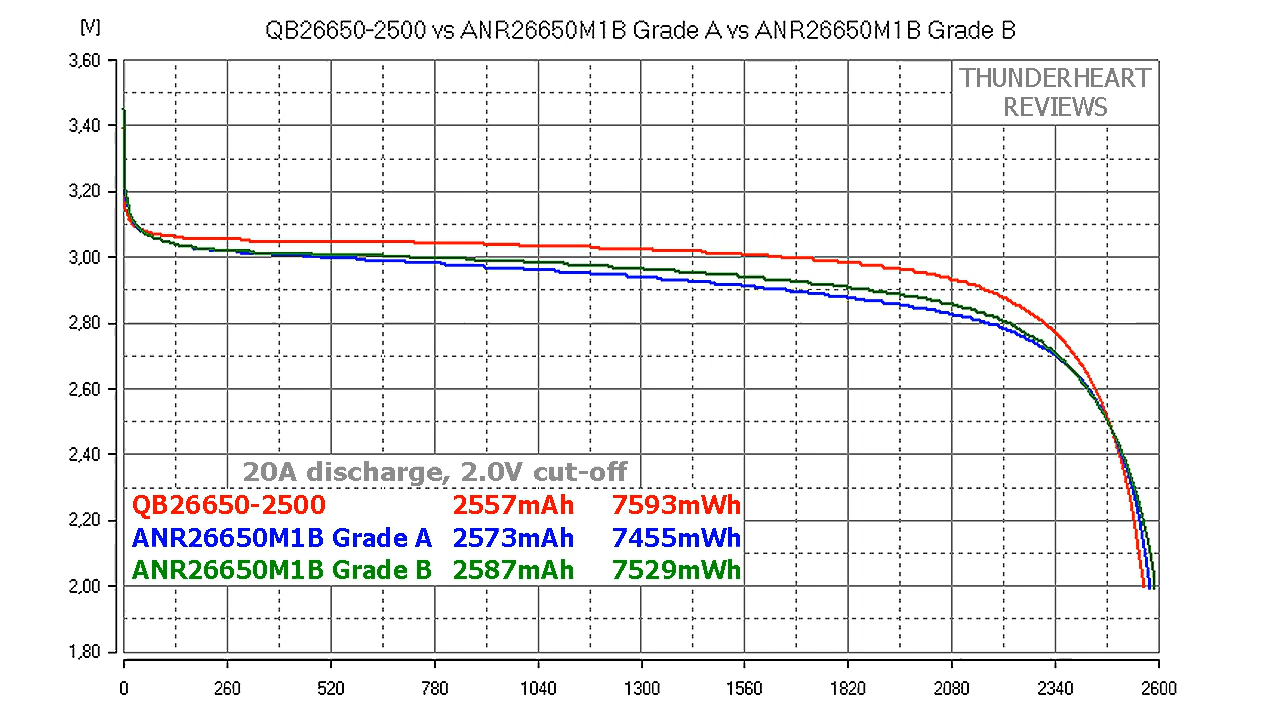 [V]
QB26650-2500 vs ANR26650M1B Grade A vs ANR26650M1B Grade B
THUNDERHEART
REVIEWS
3,60
3,40
3,20
3,00
2,80
2,60
2,40
2,20
2,00
1,80
20A discharge, 2.0V cut-off
QB26650-2500 2557mAh 7593mWh
ANR26650M1B Grade A 2573mAh 7455mWh
ANR26650M1B Grade B 2587mAh 7529mWh
0 260 520 780 1040 1300 1560 1820 2080 2340 2600